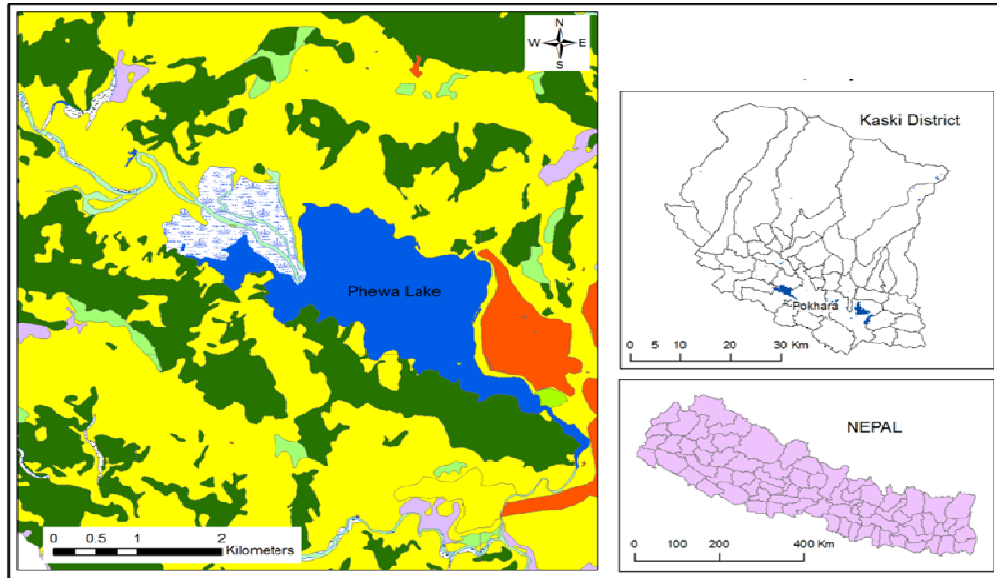 N
W E
S
Phewa Lake
0 0.5 1 2
Kilometers
Kaski District
Pokhara
0 5 10 20 30 Km
NEPAL
0 100 200 400 Km